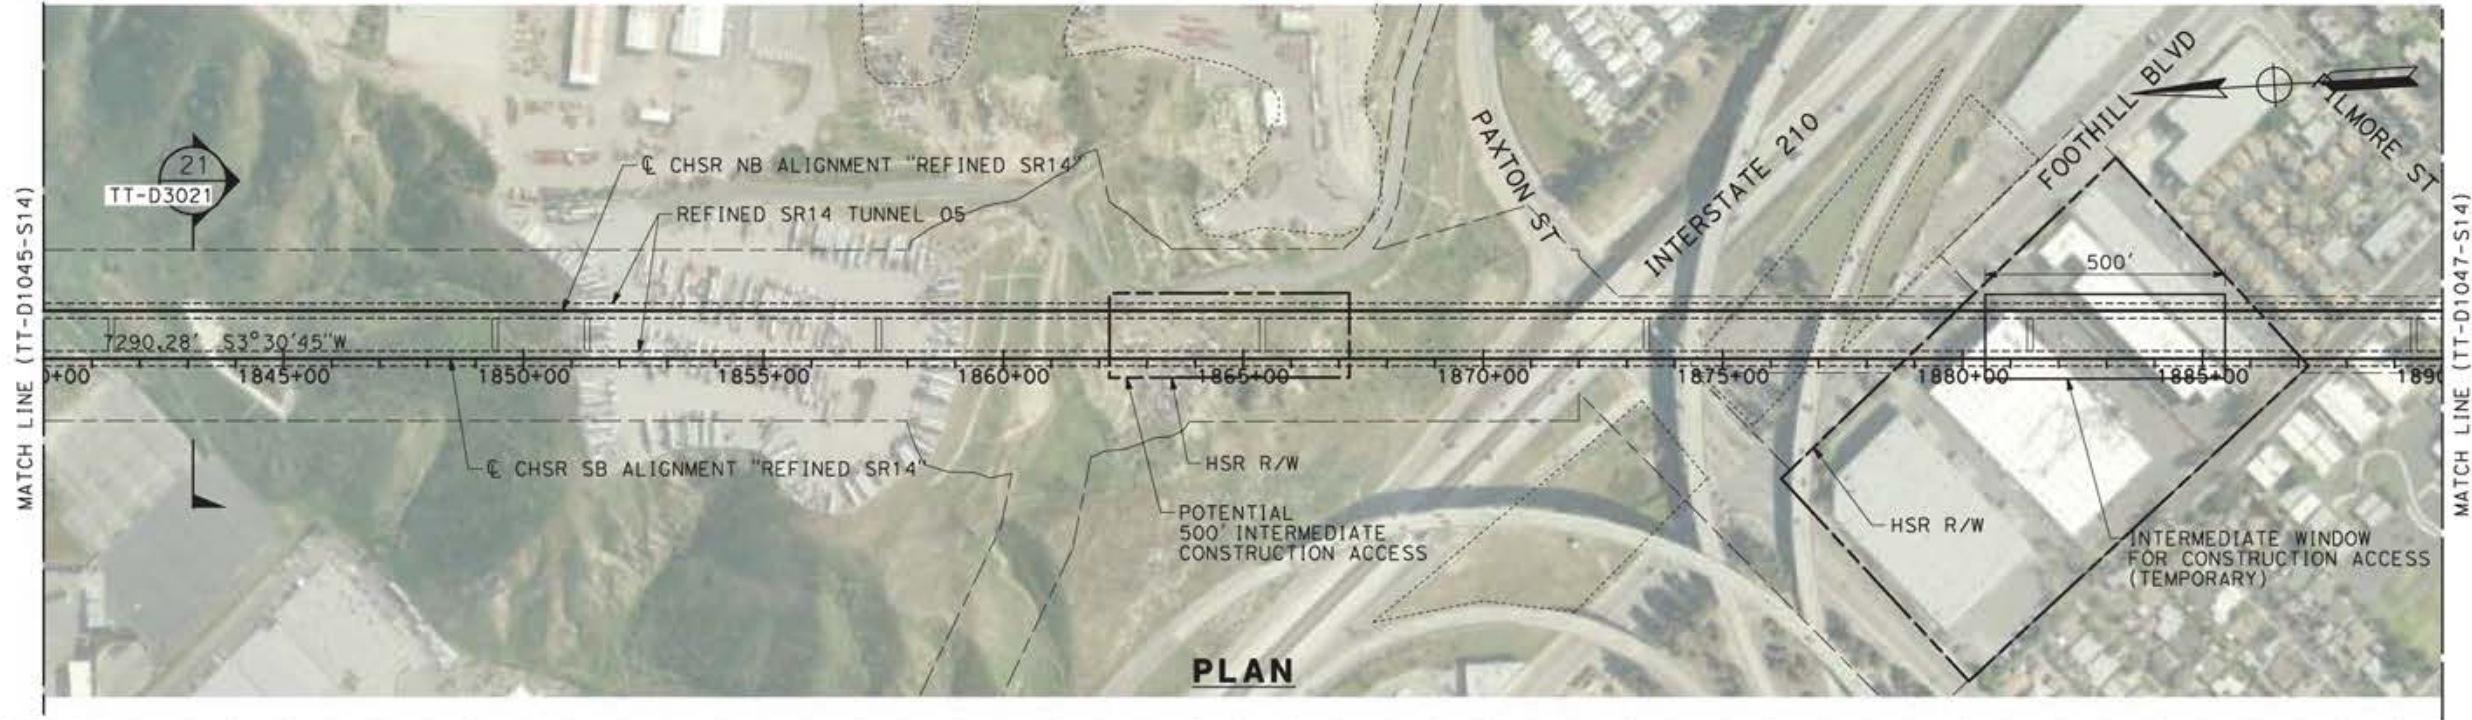 MATCH LINE (TT-D1045-S14)
21
TT-D3021
℄ CHSR NB ALIGNMENT "REFINED SR14"
REFINED SR14 TUNNEL 05
PAXTON ST
INTERSTATE 210
FOOTHILL BLVD
FILMORE ST
500'
7290.28' S3°30'45"W
0+00
1845+00
1850+00
1855+00
1860+00
1865+00
1870+00
1875+00
1880+00
1885+00
1890
℄ CHSR SB ALIGNMENT "REFINED SR14"
HSR R/W
POTENTIAL
500' INTERMEDIATE
CONSTRUCTION ACCESS
HSR R/W
INTERMEDIATE WINDOW
FOR CONSTRUCTION ACCESS
(TEMPORARY)
PLAN
MATCH LINE (TT-D1047-S14)